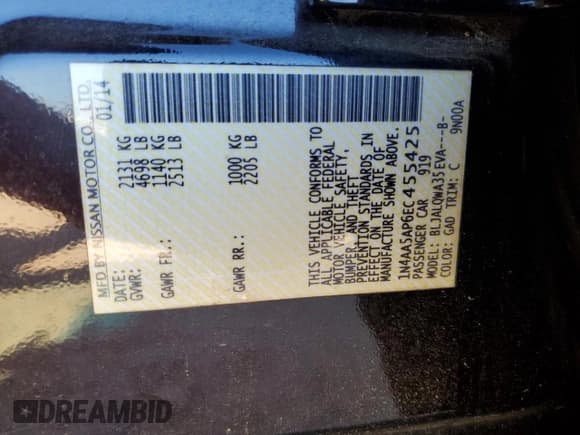 MFD BY NISSAN MOTOR CO., LTD.
DATE: 01/14
GVWR: 2131 KG
4698 LB
GAWR FR.: 1140 KG
2513 LB
GAWR RR.: 1000 KG
2205 LB
THIS VEHICLE CONFORMS TO
ALL APPLICABLE FEDERAL
MOTOR VEHICLE SAFETY,
BUMPER, AND THEFT
PREVENTION STANDARDS IN
EFFECT ON THE DATE OF
MANUFACTURE SHOWN ABOVE.
1N4AA5AP6EC455425
PASSENGER CAR 919
MODEL: BLJALQWA35EVA---B-
COLOR: GAD TRIM: C 9N00A
DREAMBID